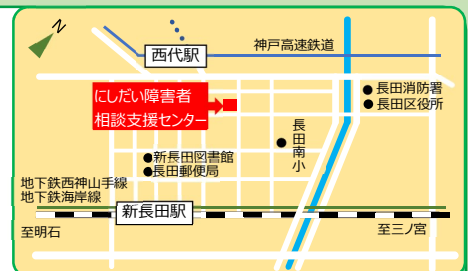 N
西代駅
神戸高速鉄道
にしだい障害者
相談支援センター
長田消防署
長田区役所
長田南小
新長田図書館
長田郵便局
地下鉄西神山手線
地下鉄海岸線
新長田駅
至明石
至三ノ宮